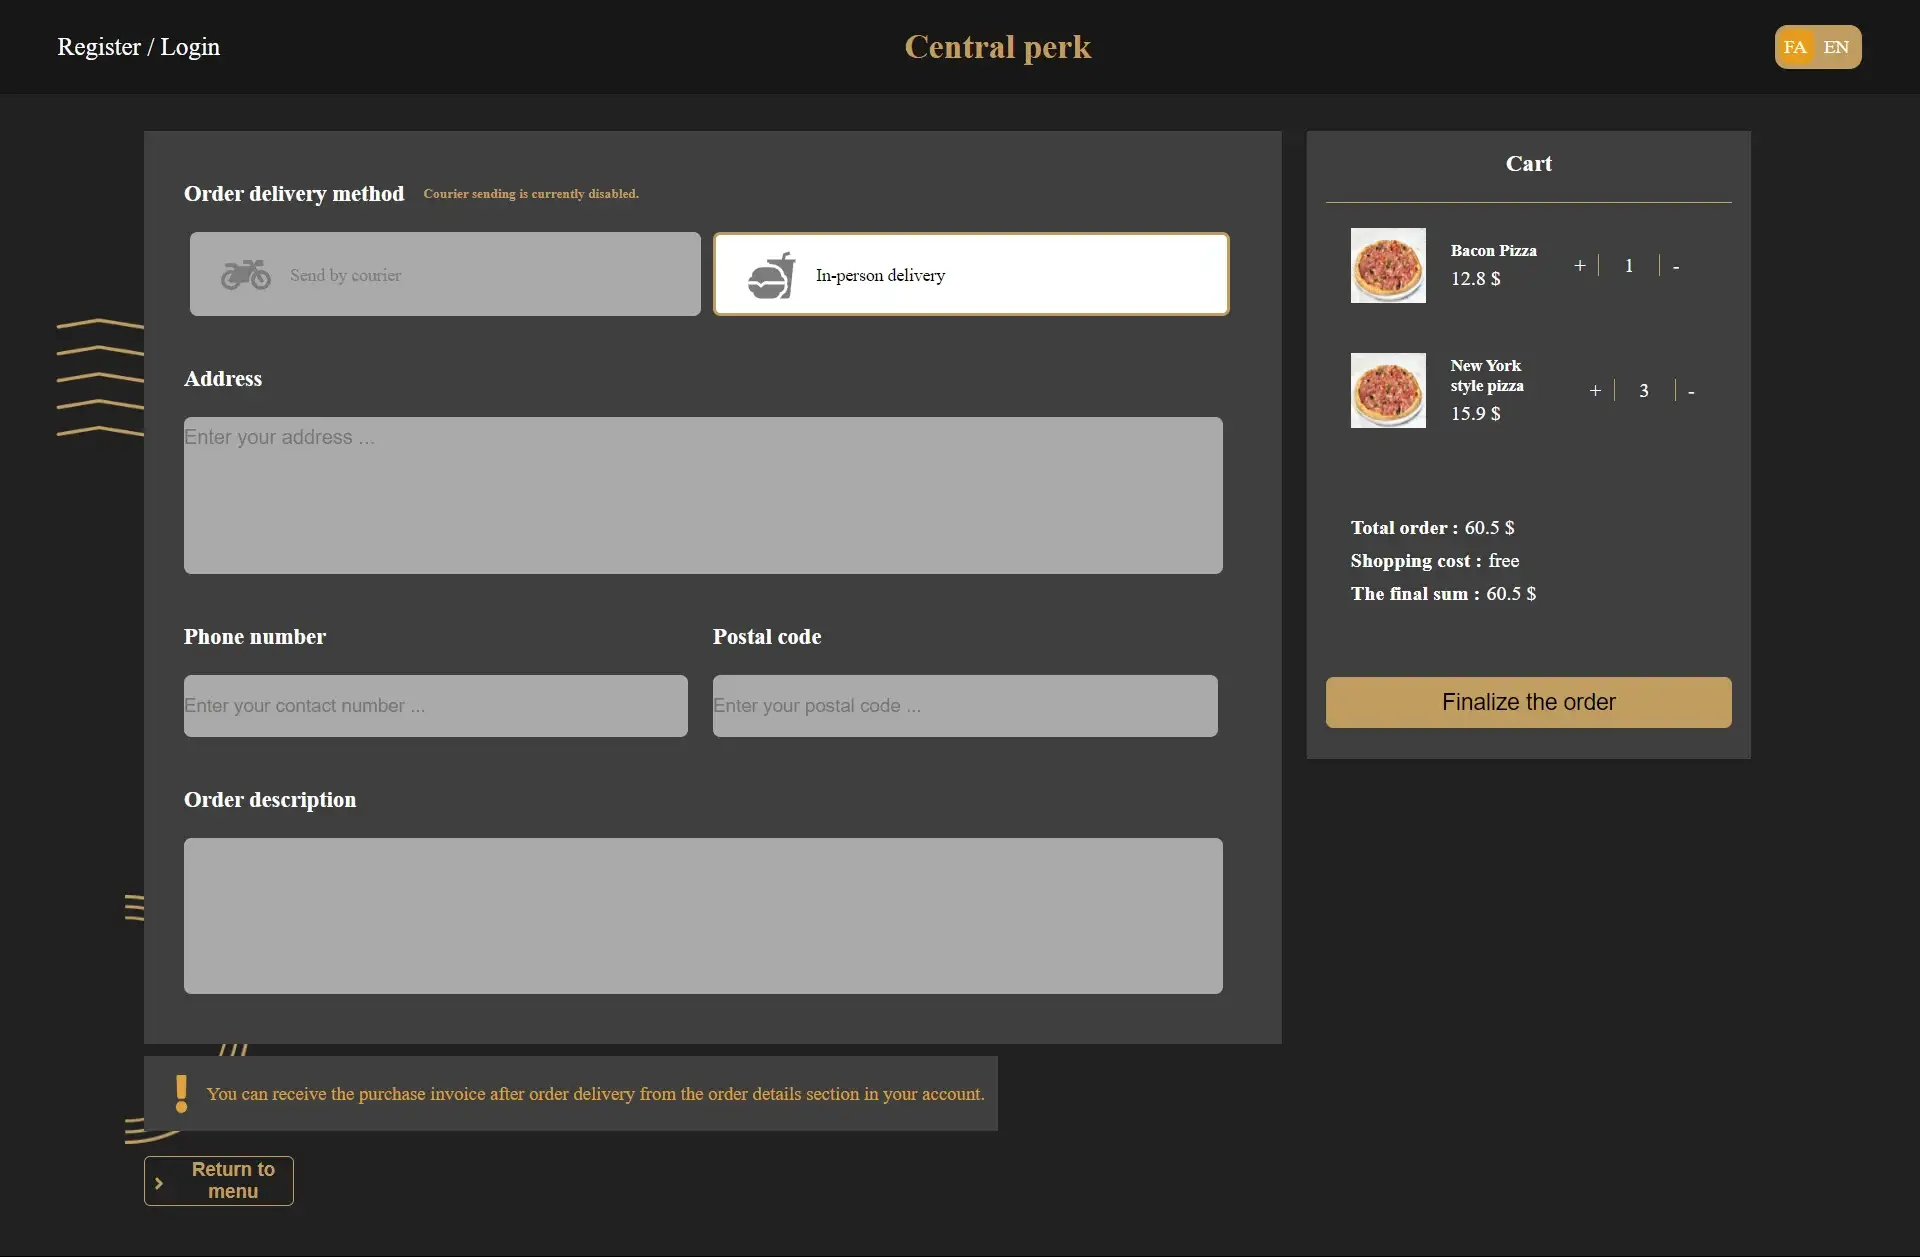 Register / Login
Central perk
FA EN
Order delivery method Courier sending is currently disabled.
Send by courier
In-person delivery
Address
Enter your address ...
Phone number
Postal code
Enter your contact number ...
Enter your postal code ...
Order description
You can receive the purchase invoice after order delivery from the order details section in your account.
Return to
menu
Cart
Bacon Pizza
12.8 $
+ 1 -
New York
style pizza
15.9 $
+ 3 -
Total order : 60.5 $
Shopping cost : free
The final sum : 60.5 $
Finalize the order